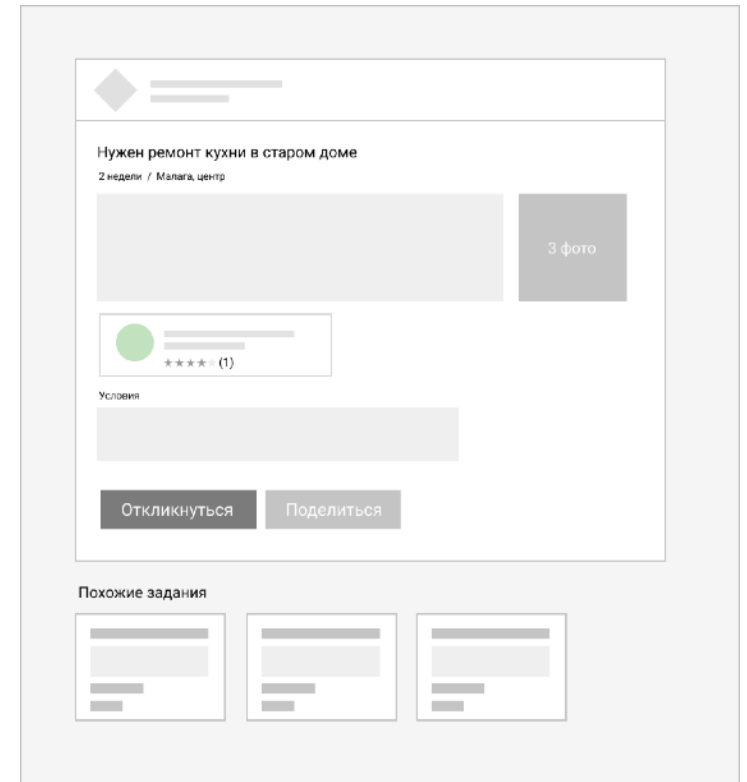 Нужен ремонт кухни в старом доме
2 недели / Малага, центр
3 фото
★★★★★ (1)
Условия
Откликнуться
Поделиться
Похожие задания